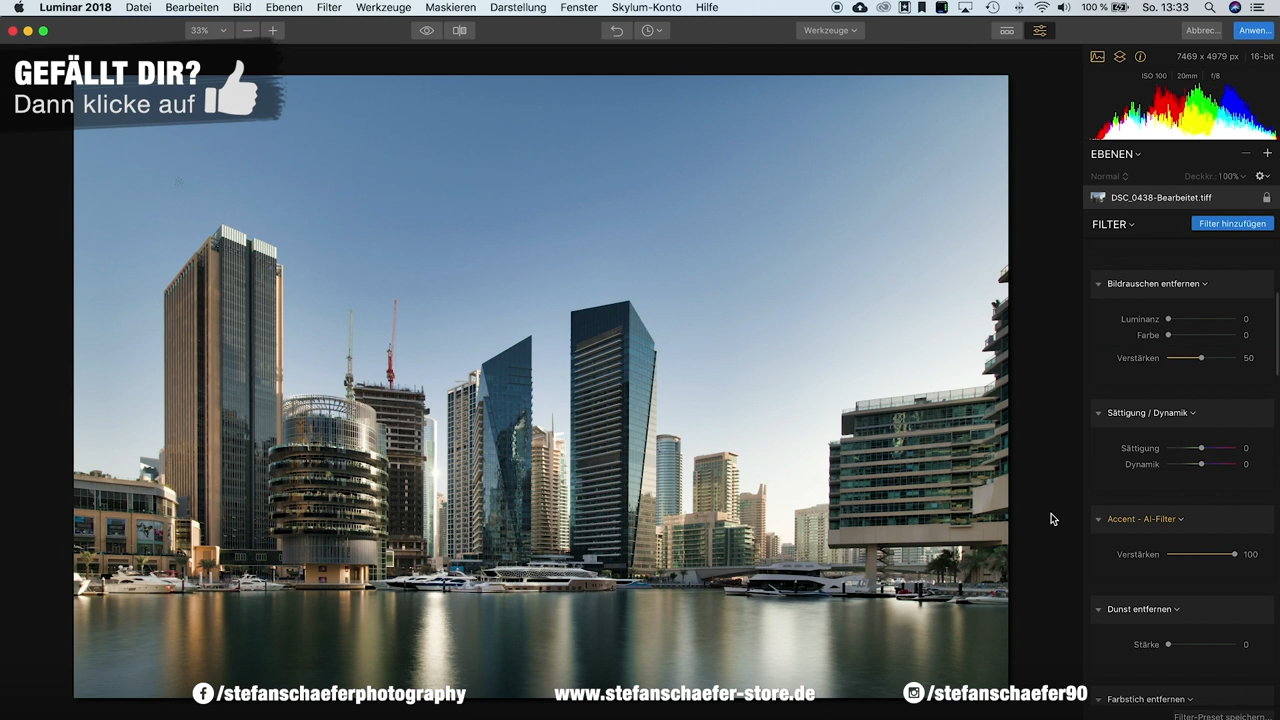 Luminar 2018 Datei Bearbeiten Bild Ebenen Filter Werkzeuge Maskieren Darstellung Fenster Skylum-Konto Hilfe 100 % So. 13:33
33% Werkzeuge Abbrec... Anwen...
GEFÄLLT DIR?
Dann klicke auf
7469 x 4979 px 16-bit
ISO 100 20mm f/8
EBENEN
Normal Deckkr.: 100%
DSC_0438-Bearbeitet.tiff
FILTER Filter hinzufügen
Bildrauschen entfernen
Luminanz 0
Farbe 0
Verstärken 50
Sättigung / Dynamik
Sättigung 0
Dynamik 0
Accent - AI-Filter
Verstärken 100
Dunst entfernen
Stärke 0
Farbstich entfernen
Filter-Preset speichern...
/stefanschaeferphotography www.stefanschaefer-store.de /stefanschaefer90